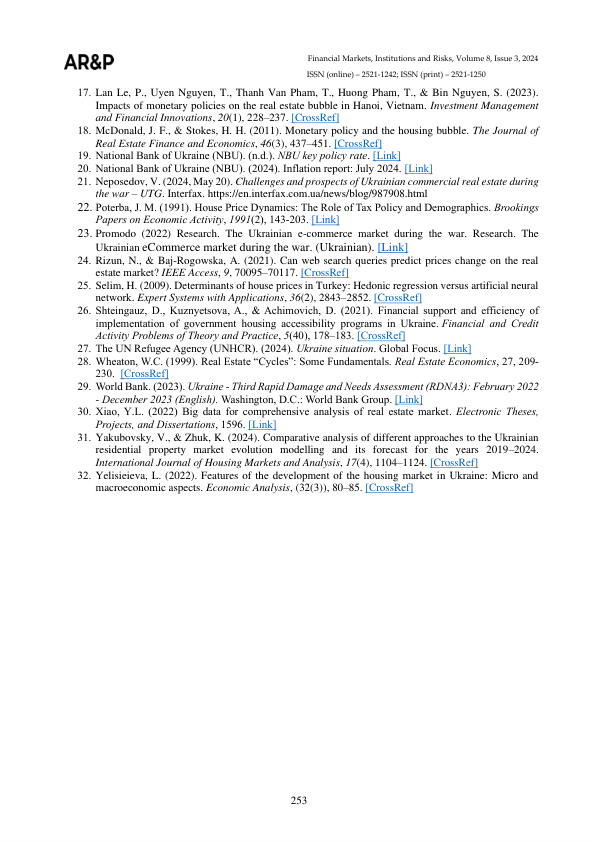 AR&P
Financial Markets, Institutions and Risks, Volume 8, Issue 3, 2024
ISSN (online) – 2521-1242; ISSN (print) – 2521-1250
17. Lan Le, P., Uyen Nguyen, T., Thanh Van Pham, T., Huong Pham, T., & Bin Nguyen, S. (2023).
Impacts of monetary policies on the real estate bubble in Hanoi, Vietnam. Investment Management
and Financial Innovations, 20(1), 228–237. [CrossRef]
18. McDonald, J. F., & Stokes, H. H. (2011). Monetary policy and the housing bubble. The Journal of
Real Estate Finance and Economics, 46(3), 437–451. [CrossRef]
19. National Bank of Ukraine (NBU). (n.d.). NBU key policy rate. [Link]
20. National Bank of Ukraine (NBU). (2024). Inflation report: July 2024. [Link]
21. Neposedov, V. (2024, May 20). Challenges and prospects of Ukrainian commercial real estate during
the war – UTG. Interfax. https://en.interfax.com.ua/news/blog/987908.html
22. Poterba, J. M. (1991). House Price Dynamics: The Role of Tax Policy and Demographics. Brookings
Papers on Economic Activity, 1991(2), 143-203. [Link]
23. Promodo (2022) Research. The Ukrainian e-commerce market during the war. Research. The
Ukrainian eCommerce market during the war. (Ukrainian). [Link]
24. Rizun, N., & Baj-Rogowska, A. (2021). Can web search queries predict prices change on the real
estate market? IEEE Access, 9, 70095–70117. [CrossRef]
25. Selim, H. (2009). Determinants of house prices in Turkey: Hedonic regression versus artificial neural
network. Expert Systems with Applications, 36(2), 2843–2852. [CrossRef]
26. Shteingauz, D., Kuznyetsova, A., & Achimovich, D. (2021). Financial support and efficiency of
implementation of government housing accessibility programs in Ukraine. Financial and Credit
Activity Problems of Theory and Practice, 5(40), 178–183. [CrossRef]
27. The UN Refugee Agency (UNHCR). (2024). Ukraine situation. Global Focus. [Link]
28. Wheaton, W.C. (1999). Real Estate “Cycles”: Some Fundamentals. Real Estate Economics, 27, 209-
230. [CrossRef]
29. World Bank. (2023). Ukraine - Third Rapid Damage and Needs Assessment (RDNA3): February 2022
- December 2023 (English). Washington, D.C.: World Bank Group. [Link]
30. Xiao, Y.L. (2022) Big data for comprehensive analysis of real estate market. Electronic Theses,
Projects, and Dissertations, 1596. [Link]
31. Yakubovsky, V., & Zhuk, K. (2024). Comparative analysis of different approaches to the Ukrainian
residential property market evolution modelling and its forecast for the years 2019–2024.
International Journal of Housing Markets and Analysis, 17(4), 1104–1124. [CrossRef]
32. Yelisieieva, L. (2022). Features of the development of the housing market in Ukraine: Micro and
macroeconomic aspects. Economic Analysis, (32(3)), 80–85. [CrossRef]
253